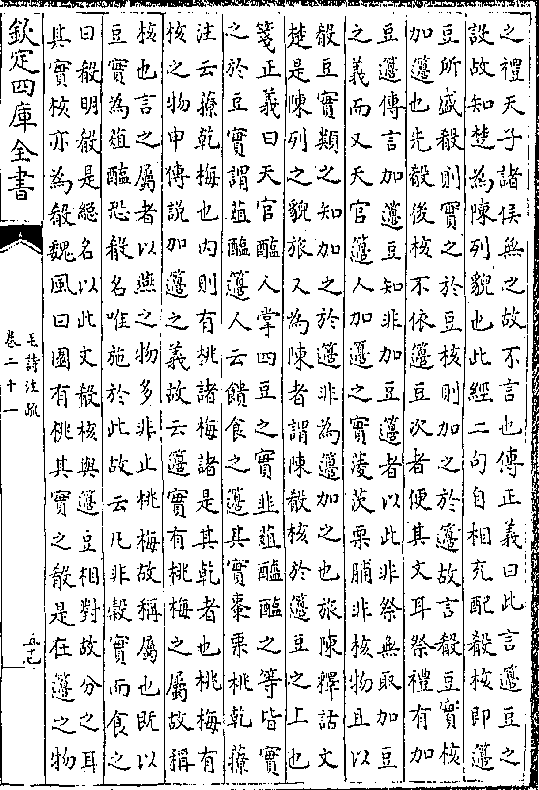 之禮天子諸侯無之故不言也傳正義曰此言籩豆之
設故知楚為陳列貌也此經二句自相充配殽核即籩
豆所盛殽則實之於豆核則加之於籩故言殽豆實核
加籩也先殽後核不依籩豆次者便其文耳祭禮有加
豆籩傳言加籩豆知非加豆籩者以此非祭無取加豆
之義而又天官籩人加籩之實蓤芡栗脯非核物且以
殽豆實類之知加之於籩非為籩加之也旅陳釋詁文
楚是陳列之貌旅又為陳者謂陳殽核於籩豆之上也
箋正義曰天官醢人掌四豆之實韭菹醓醢之等皆實
之於豆實謂菹醢籩人云饋食之籩其實棗栗桃乾䕩
注云䕩乾梅也內則有桃諸梅諸是其乾者也桃梅有
核之物申傳說加籩之義故云籩實有桃梅之屬故稱
核也言之屬者以燕之物多非止桃梅故稱屬也既以
豆實為菹醢恐殽名唯施於此故云凡非穀實而食之
曰殽明殽是緫名以此文殽核與籩豆相對故分之耳
其實核亦為殽魏風曰園有桃其實之殽是在籩之物
欽定四庫全書
毛詩注疏
卷二十一